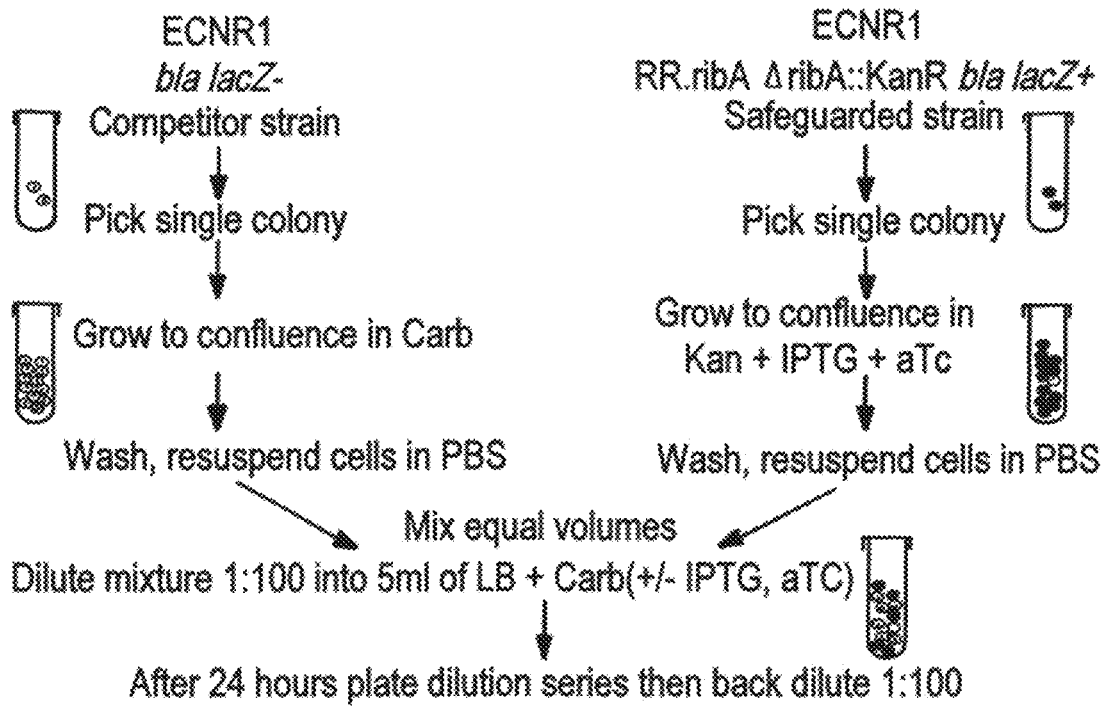 ECNR1
bla lacZ-
Competitor strain
Pick single colony
Grow to confluence in Carb
Wash, resuspend cells in PBS
ECNR1
RR.ribA ΔribA::KanR bla lacZ+
Safeguarded strain
Pick single colony
Grow to confluence in
Kan + IPTG + aTc
Wash, resuspend cells in PBS
Mix equal volumes
Dilute mixture 1:100 into 5ml of LB + Carb(+/- IPTG, aTC)
After 24 hours plate dilution series then back dilute 1:100